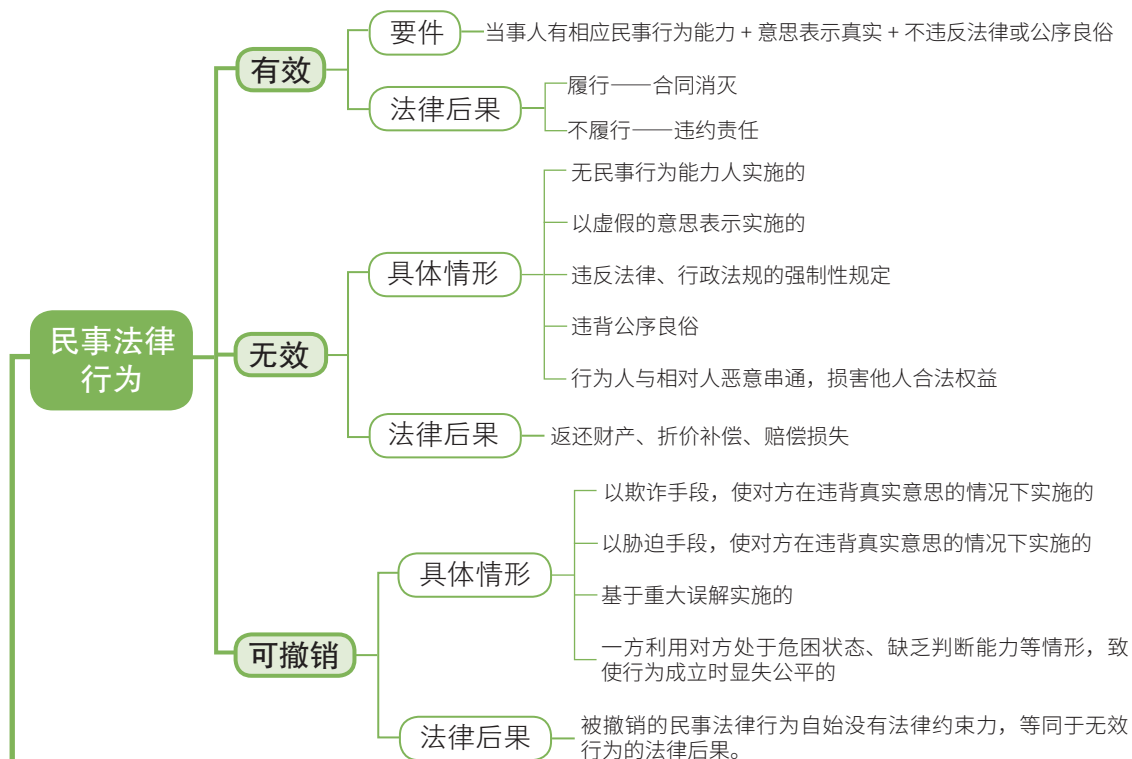 民事法律
行为
有效
要件
当事人有相应民事行为能力 + 意思表示真实 + 不违反法律或公序良俗
法律后果
履行——合同消灭
不履行——违约责任
无效
具体情形
无民事行为能力人实施的
以虚假的意思表示实施的
违反法律、行政法规的强制性规定
违背公序良俗
行为人与相对人恶意串通，损害他人合法权益
法律后果
返还财产、折价补偿、赔偿损失
可撤销
具体情形
以欺诈手段，使对方在违背真实意思的情况下实施的
以胁迫手段，使对方在违背真实意思的情况下实施的
基于重大误解实施的
一方利用对方处于危困状态、缺乏判断能力等情形，致
使行为成立时显失公平的
法律后果
被撤销的民事法律行为自始没有法律约束力，等同于无效
行为的法律后果。